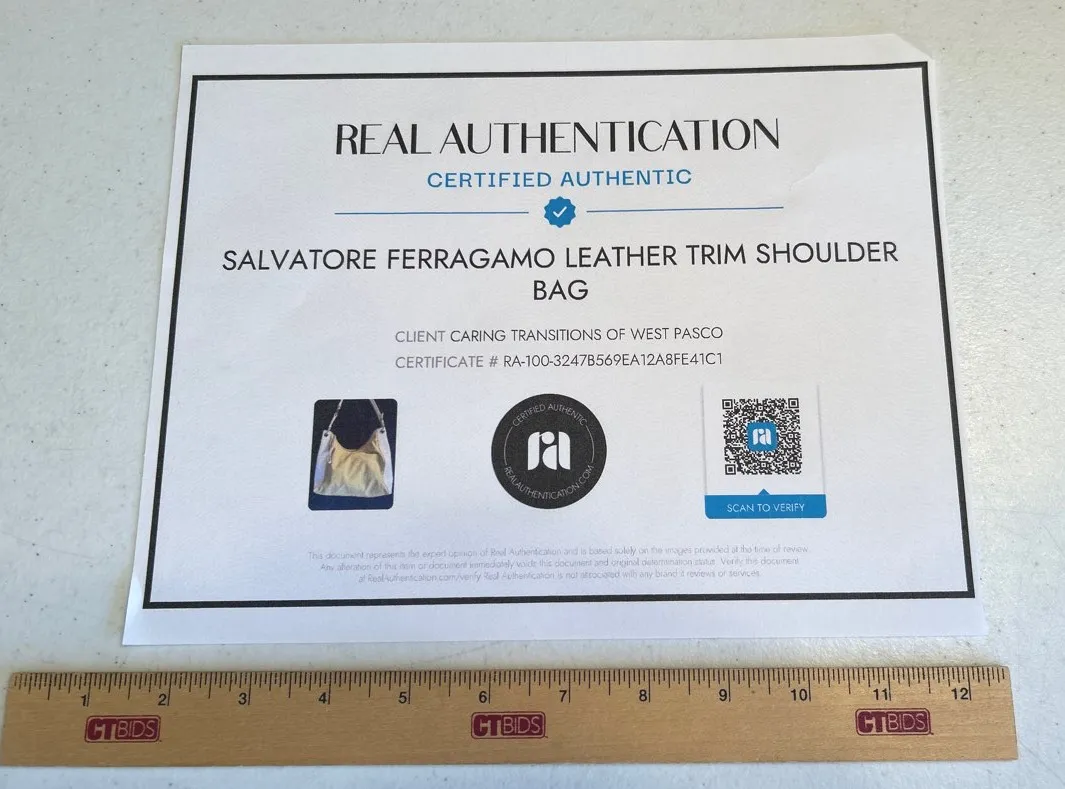 REAL AUTHENTICATION
CERTIFIED AUTHENTIC
SALVATORE FERRAGAMO LEATHER TRIM SHOULDER
BAG
CLIENT CARING TRANSITIONS OF WEST PASCO
CERTIFICATE # RA-100-3247B569EA12A8FE41C1
CERTIFIED AUTHENTIC
ra
REALAUTHENTICATION.COM
ra
SCAN TO VERIFY
This document represents the expert opinion of Real Authentication and is based solely on the images provided at the time of review.
Any alteration of this item or document immediately voids this document and original determination status. Verify this document
at RealAuthentication.com/verify Real Authentication is not associated with any brand it reviews or services.
1 2 3 4 5 6 7 8 9 10 11 12
CTBIDS CTBIDS CTBIDS